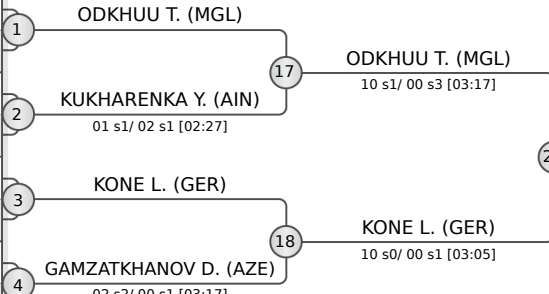 ODKHUU T. (MGL)
1
17
ODKHUU T. (MGL)
10 s1/ 00 s3 [03:17]
KUKHARENKA Y. (AIN)
2
01 s1/ 02 s1 [02:27]
KONE L. (GER)
3
18
KONE L. (GER)
10 s0/ 00 s1 [03:05]
GAMZATKHANOV D. (AZE)
4